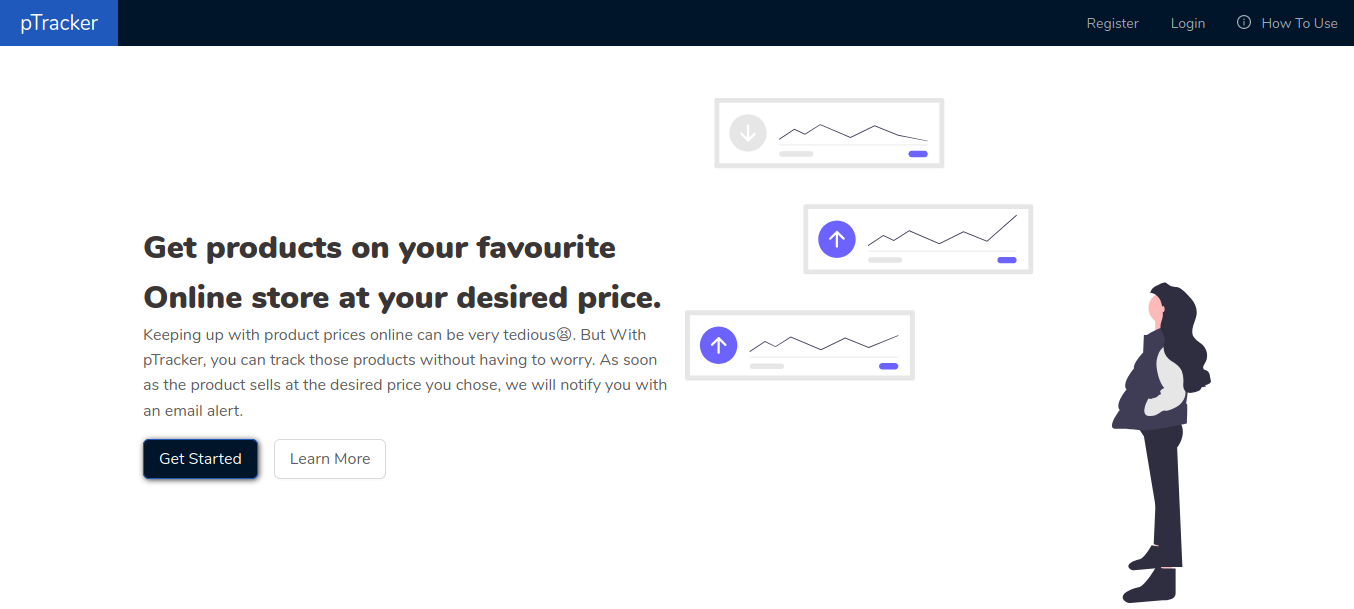 pTracker
Register
Login
How To Use
Get products on your favourite
Online store at your desired price.
Keeping up with product prices online can be very tedious😫. But With
pTracker, you can track those products without having to worry. As soon
as the product sells at the desired price you chose, we will notify you with
an email alert.
Get Started
Learn More